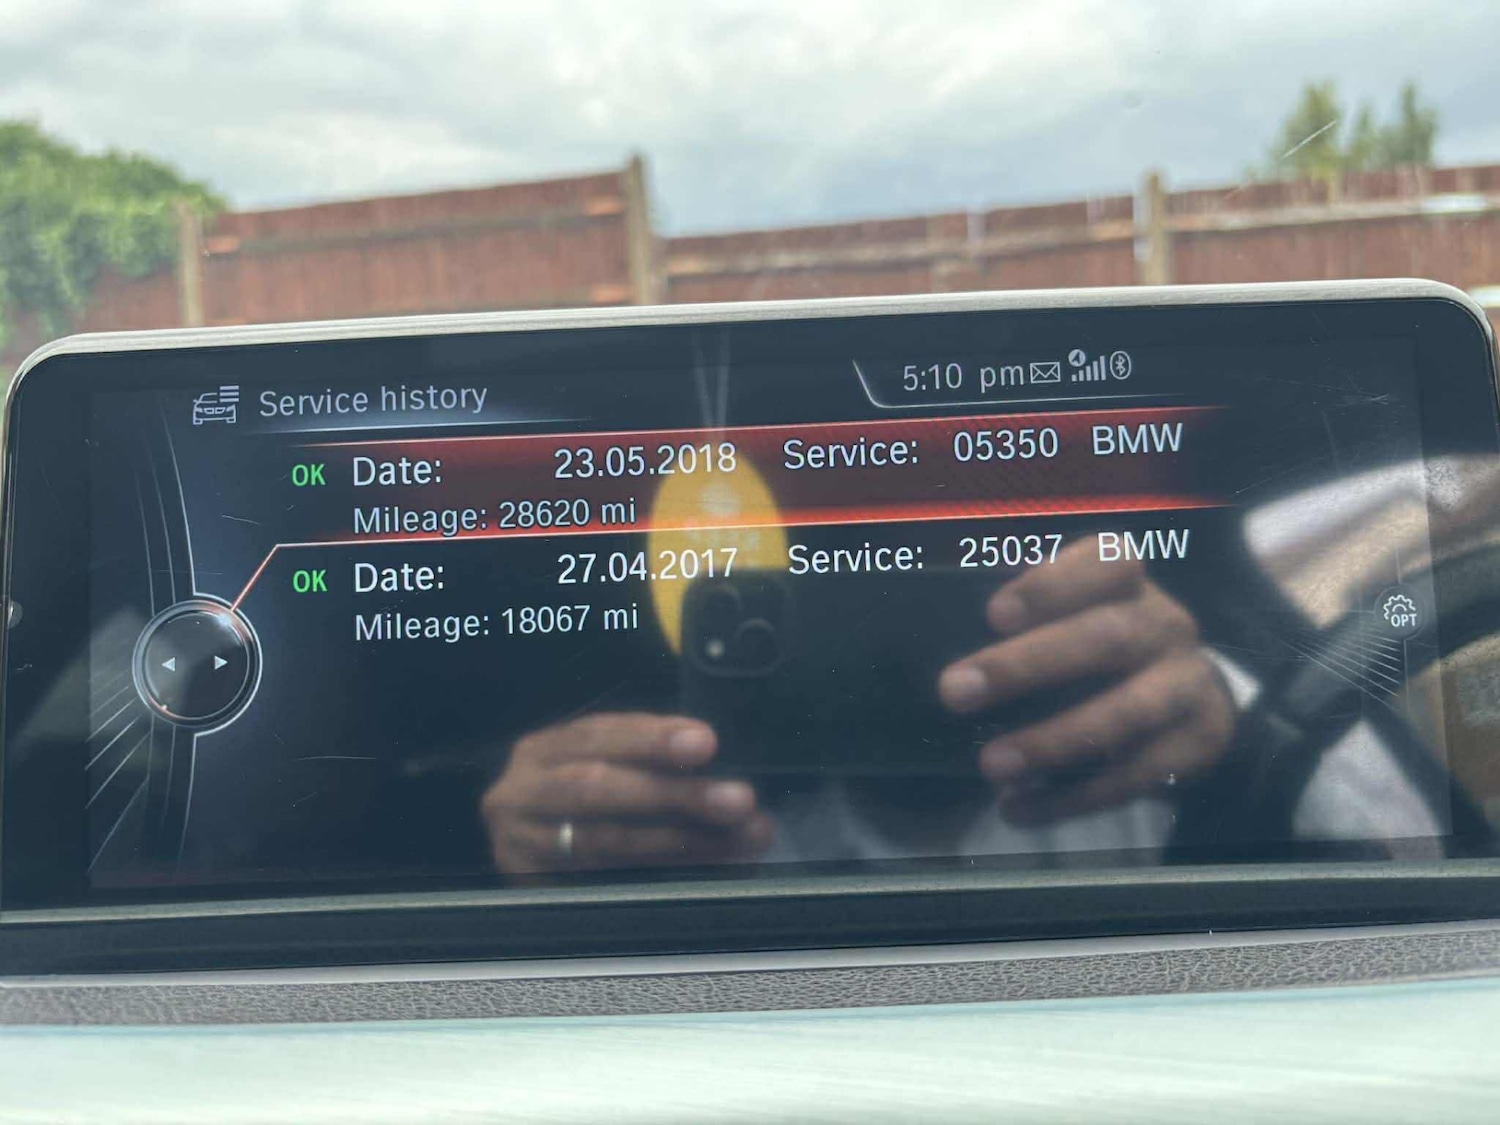 Service history
5:10 pm
OK Date: 23.05.2018 Service: 05350 BMW
Mileage: 28620 mi
OK Date: 27.04.2017 Service: 25037 BMW
Mileage: 18067 mi
OPT